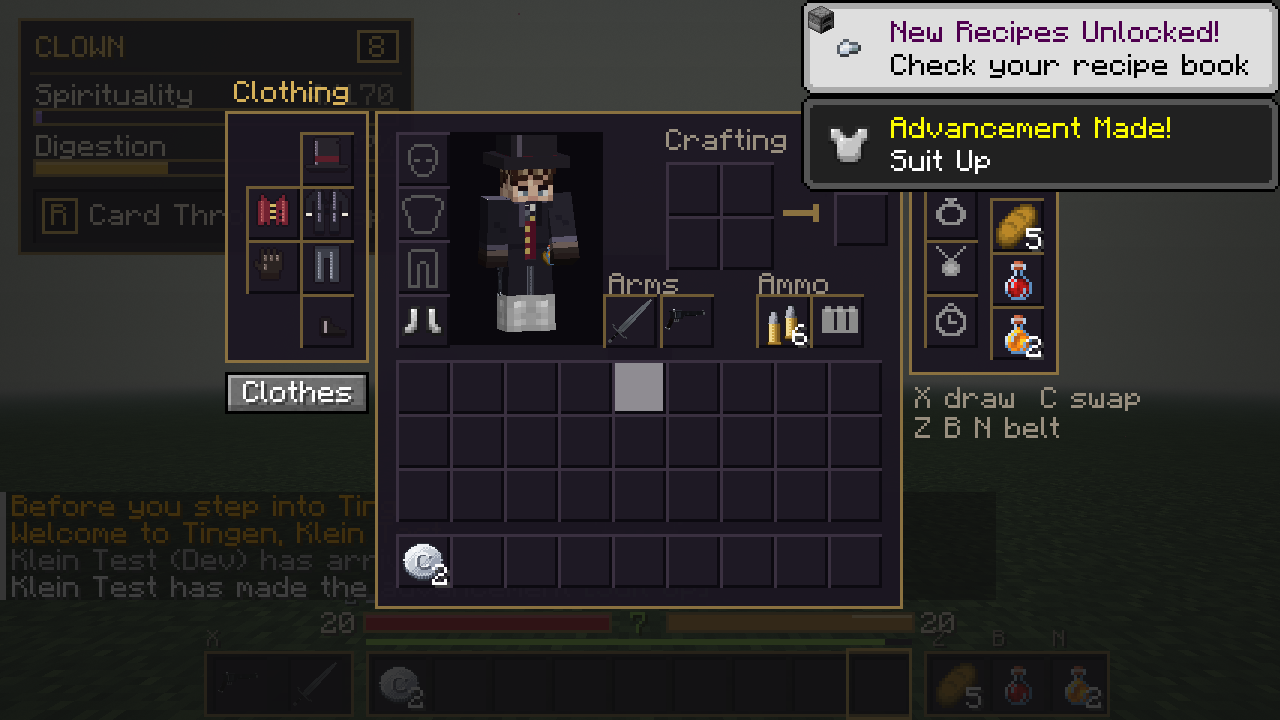 CLOWN 8
New Recipes Unlocked!
Check your recipe book
Spirituality 170
Clothing
Advancement Made!
Suit Up
Digestion
Crafting
R Card Thr
5
Arms
Ammo
6
2
Clothes
X draw C swap
Z B N belt
Before you step into Tin
Welcome to Tingen, Klein
Klein Test (Dev) has arr
Klein Test has made the
C
2
20 7 20
X Z B N
C
2 5 2